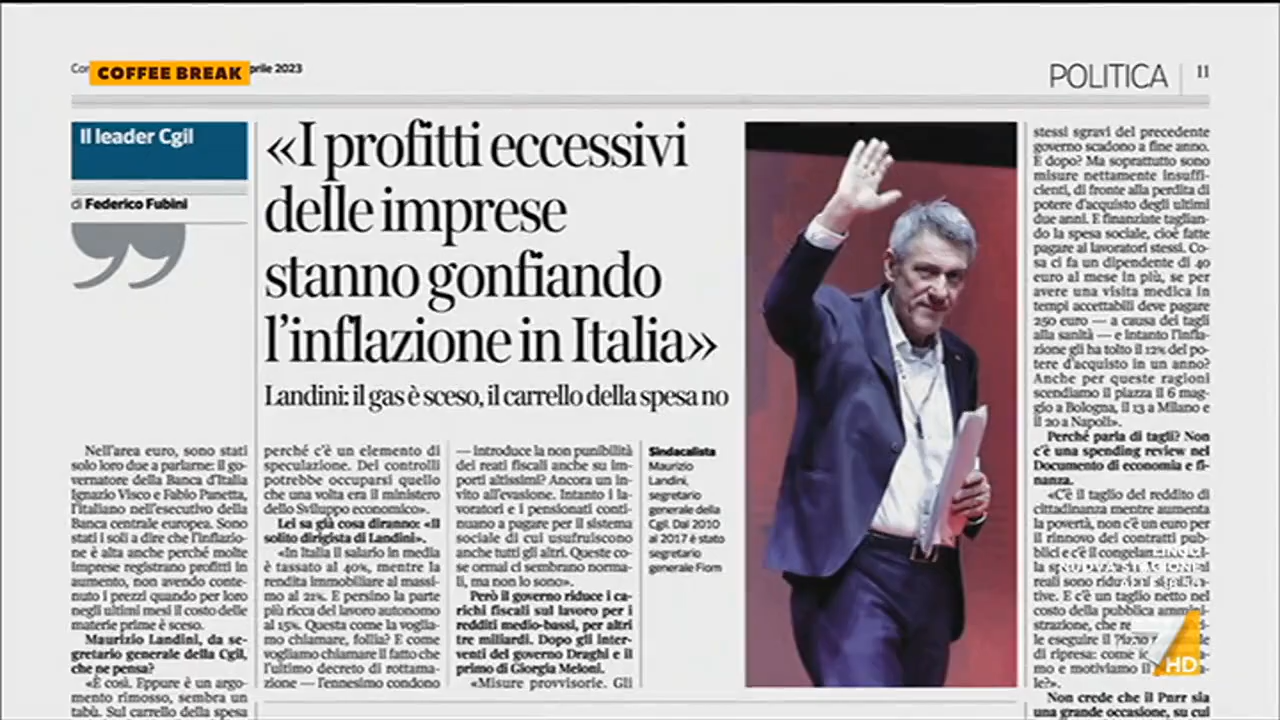 COFFEE BREAK
prile 2023
POLITICA
11
Il leader Cgil
di Federico Fubini
«I profitti eccessivi
delle imprese
stanno gonfiando
l'inflazione in Italia»
Landini: il gas è sceso, il carrello della spesa no
Nell'area euro, sono stati
solo loro due a parlarne: il go-
vernatore della Banca d'Italia
Ignazio Visco e Fabio Panetta,
l'italiano nell'esecutivo della
Banca centrale europea. Sono
stati i soli a dire che l'inflazio-
ne è alta anche perché molte
imprese registrano profitti in
aumento, non avendo conte-
nuto i prezzi quando per loro
negli ultimi mesi il costo delle
materie prime è sceso.
Maurizio Landini, da se-
gretario generale della Cgil,
che ne pensa?
«È così. Eppure è un argo-
mento rimosso, sembra un
tabù. Sul carrello della spesa
perché c'è un elemento di
speculazione. Dei controlli
potrebbe occuparsi quello
che una volta era il ministero
dello Sviluppo economico».
Lei sa già cosa diranno: «Il
solito dirigista di Landini».
«In Italia il salario in media
è tassato al 40%, mentre la
rendita immobiliare al massi-
mo al 21%. E persino la parte
più ricca del lavoro autonomo
al 15%. Questa come la voglia-
mo chiamare, follia? E come
vogliamo chiamare il fatto che
l'ultimo decreto di rottama-
zione — l'ennesimo condono
— introduce la non punibilità
dei reati fiscali anche su im-
porti altissimi? Ancora un in-
vito all'evasione. Intanto i la-
voratori e i pensionati conti-
nuano a pagare per il sistema
sociale di cui usufruiscono
anche tutti gli altri. Queste co-
se ormai ci sembrano normа-
li, ma non lo sono».
Però il governo riduce i ca-
richi fiscali sul lavoro per i
redditi medio-bassi, per altri
tre miliardi. Dopo gli inter-
venti del governo Draghi e il
primo di Giorgia Meloni.
«Misure provvisorie. Gli
Sindacalista
Maurizio
Landini,
segretario
generale della
Cgil. Dal 2010
al 2017 è stato
segretario
generale Fiom
stessi sgravi del precedente
governo scadono a fine anno.
E dopo? Ma soprattutto sono
misure nettamente insuffi-
cienti, di fronte alla perdita di
potere d'acquisto degli ultimi
due anni. E finanziate taglian-
do la spesa sociale, cioè fatte
pagare ai lavoratori stessi. Co-
sa ci fa un dipendente di 40
euro al mese in più, se per
avere una visita medica in
tempi accettabili deve pagare
250 euro — a causa dei tagli
alla sanità — e intanto l'infla-
zione gli ha tolto il 12% del po-
tere d'acquisto in un anno?
Anche per queste ragioni
scendiamo il piazza il 6 mag-
gio a Bologna, il 13 a Milano e
il 20 a Napoli».
Perché parla di tagli? Non
c'è una spending review nel
Documento di economia e fi-
nanza.
«C'è il taglio del reddito di
cittadinanza mentre aumenta
la povertà, non c'è un euro per
il rinnovo dei contratti pub-
blici e c'è il congelam
la sp
reali sono ridu
tive. E c'è un taglio netto nel
costo della pubblica ammini-
strazione, che
le eseguire il
di ripresa: come
mo e motiviamo il
le?».
Non crede che il Pnrr sia
una grande occasione, su cui
NUOVA STAGIONE
7
HD